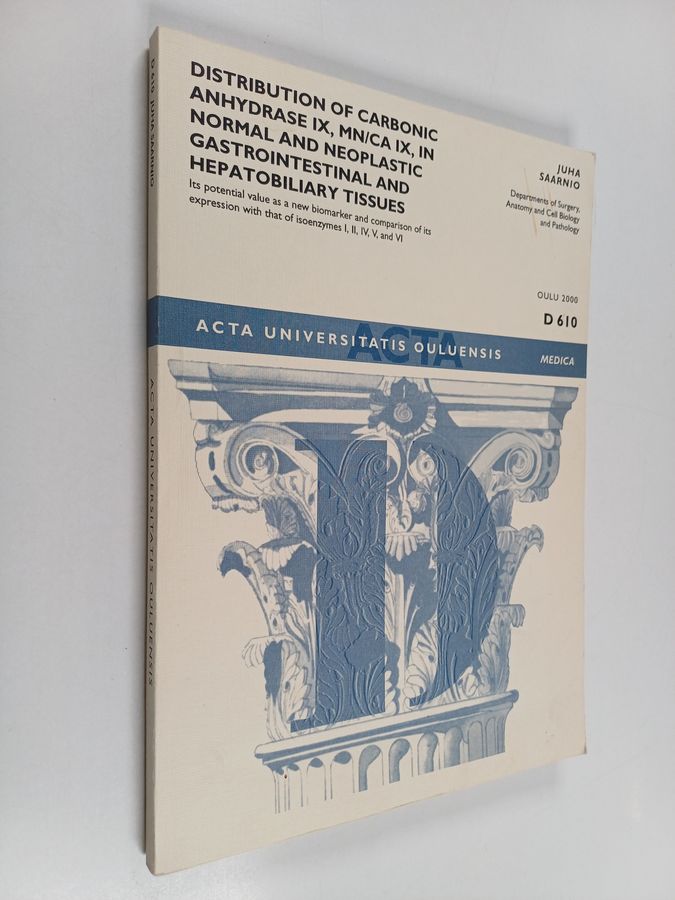 DISTRIBUTION OF CARBONIC
ANHYDRASE IX, MN/CA IX, IN
NORMAL AND NEOPLASTIC
GASTROINTESTINAL AND
HEPATOBILIARY TISSUES
Its potential value as a new biomarker and comparison of its
expression with that of isoenzymes I, II, IV, V, and VI
JUHA
SAARNIO
Departments of Surgery,
Anatomy and Cell Biology
and Pathology
OULU 2000
D 610
ACTA
ACTA UNIVERSITATIS OULUENSIS
MEDICA
D
D 610 JUHA SAARNIO
ACTA UNIVERSITATIS OULUENSIS